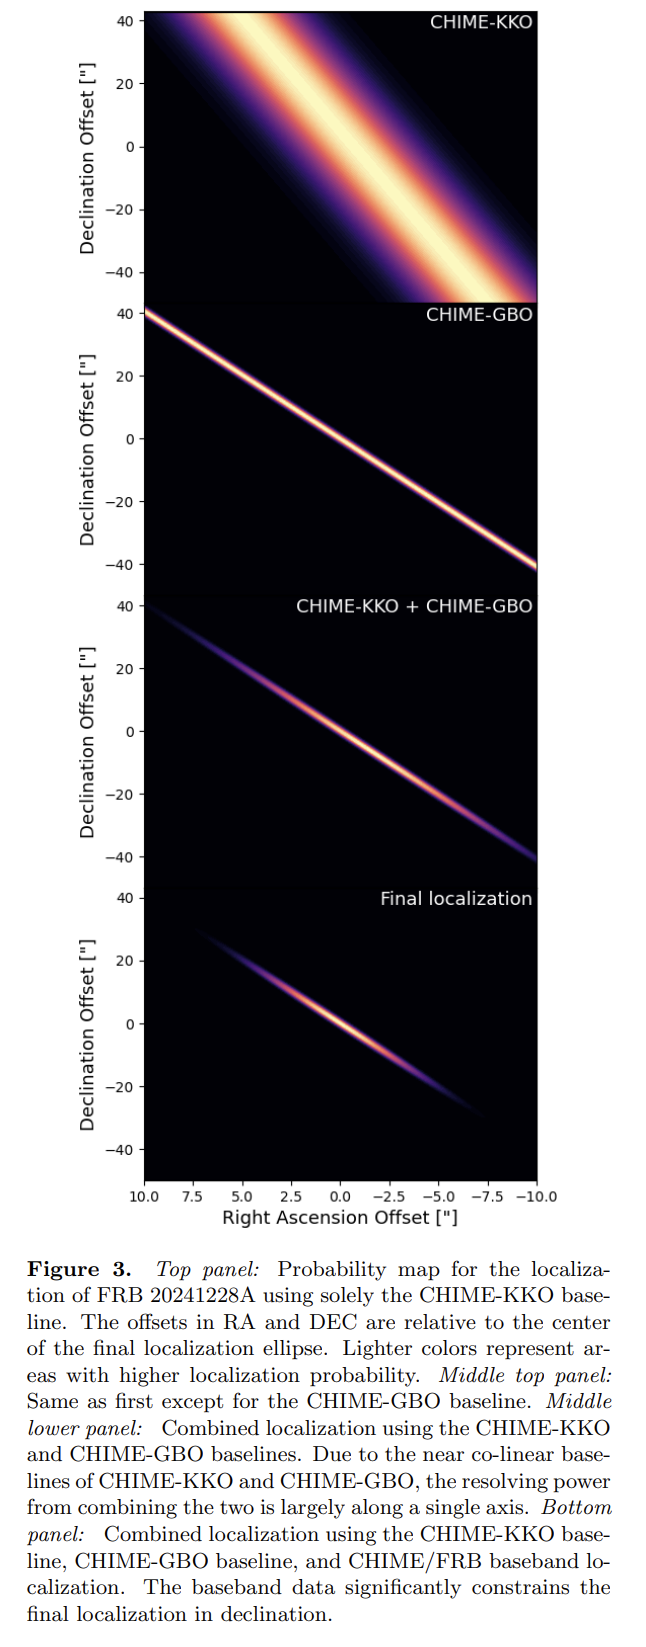 CHIME-KKO
40
20
0
−20
−40
Declination Offset ["]
CHIME-GBO
40
20
0
−20
−40
Declination Offset ["]
CHIME-KKO + CHIME-GBO
40
20
0
−20
−40
Declination Offset ["]
Final localization
40
20
0
−20
−40
Declination Offset ["]
10.0 7.5 5.0 2.5 0.0 −2.5 −5.0 −7.5 −10.0
Right Ascension Offset ["]
Figure 3. Top panel: Probability map for the localiza-
tion of FRB 20241228A using solely the CHIME-KKO base-
line. The offsets in RA and DEC are relative to the center
of the final localization ellipse. Lighter colors represent ar-
eas with higher localization probability. Middle top panel:
Same as first except for the CHIME-GBO baseline. Middle
lower panel: Combined localization using the CHIME-KKO
and CHIME-GBO baselines. Due to the near co-linear base-
lines of CHIME-KKO and CHIME-GBO, the resolving power
from combining the two is largely along a single axis. Bottom
panel: Combined localization using the CHIME-KKO base-
line, CHIME-GBO baseline, and CHIME/FRB baseband lo-
calization. The baseband data significantly constrains the
final localization in declination.